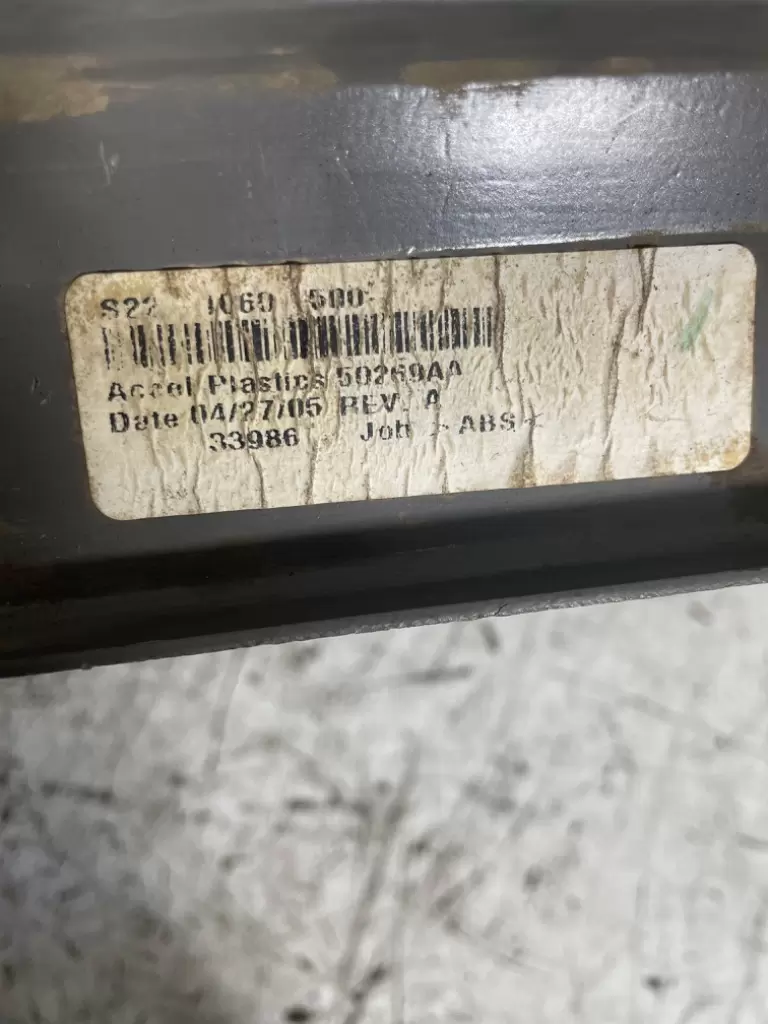 S22 1060 500
Accel Plastics 50269AA
Date 04/27/05 REV. A
33986 Job >ABS<